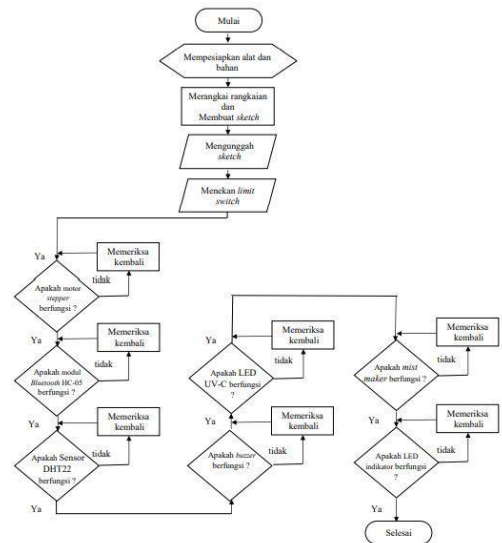 Mulai
Mempesiapkan alat dan
bahan
Merangkai rangkaian
dan
Membuat sketch
Mengunggah
sketch
Menekan limit
switch
Ya
Memeriksa
kembali
tidak
Apakah motor
stepper
berfungsi ?
Ya
Memeriksa
kembali
tidak
Apakah modul
Bluetooth HC-05
berfungsi ?
Ya
Memeriksa
kembali
tidak
Apakah Sensor
DHT22
berfungsi ?
Ya
Ya
Memeriksa
kembali
tidak
Apakah buzzer
berfungsi ?
Ya
Memeriksa
kembali
tidak
Apakah LED
UV-C berfungsi
?
Ya
Memeriksa
kembali
tidak
Apakah mist
maker berfungsi ?
Ya
Memeriksa
kembali
tidak
Apakah LED
indikator berfungsi
?
Ya
Selesai